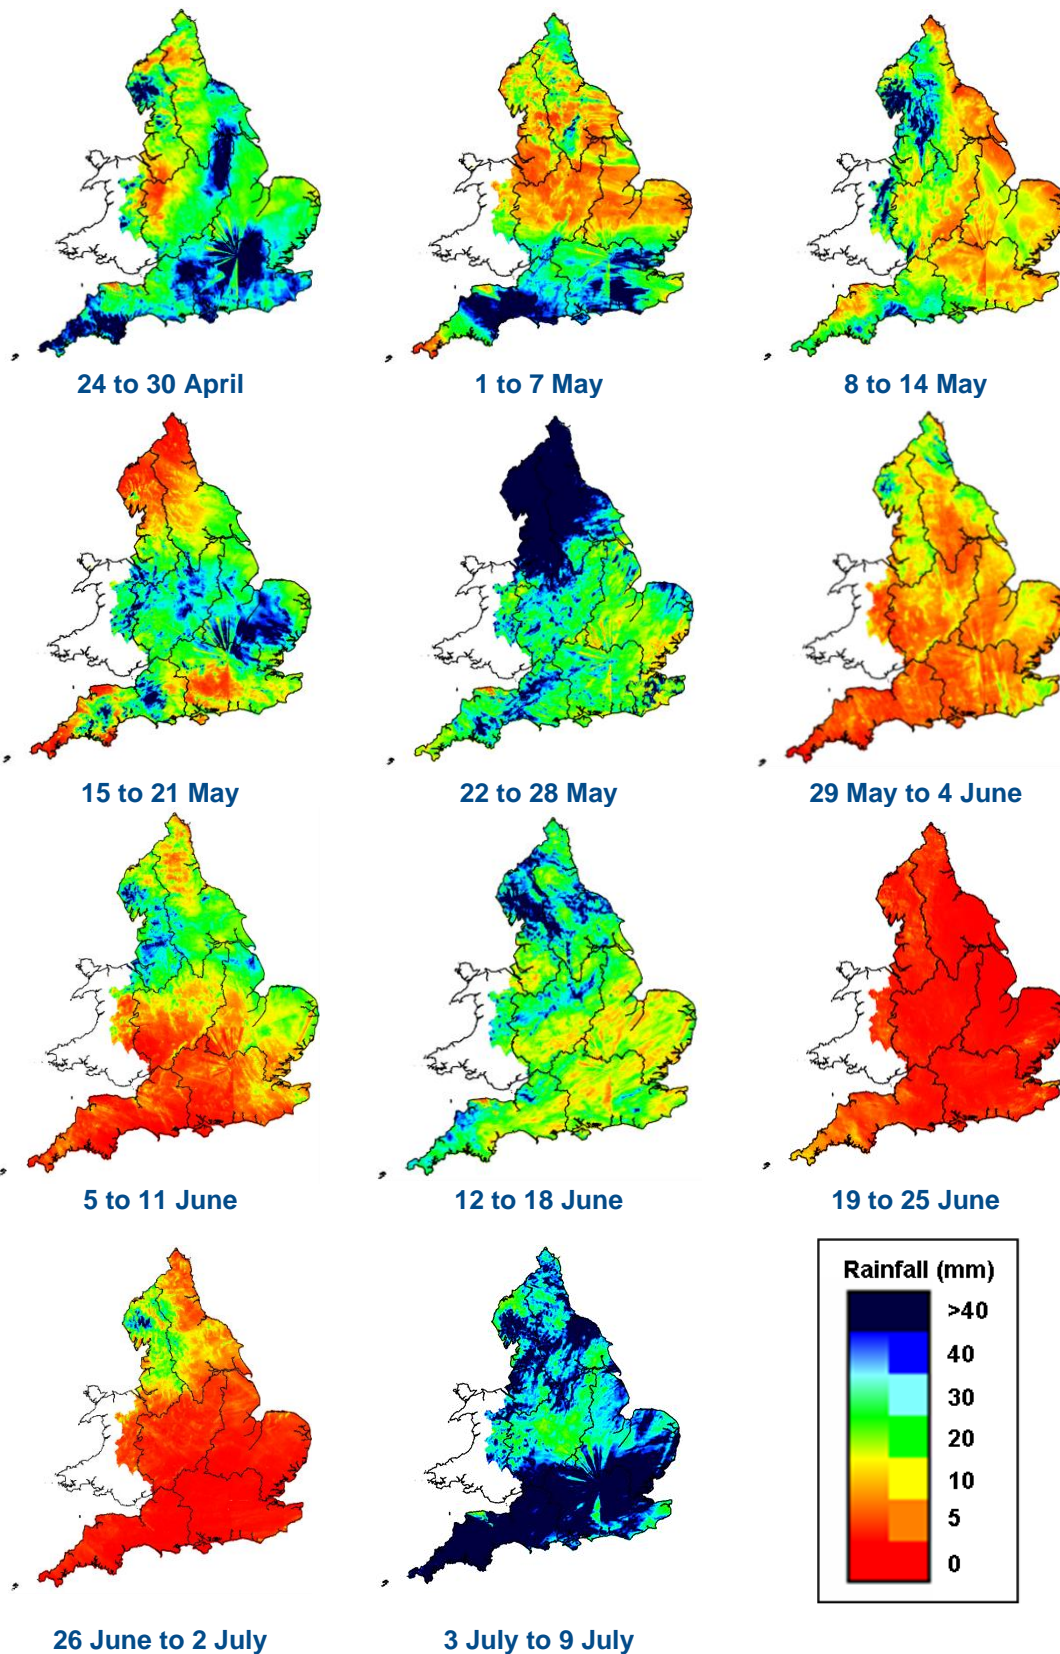 24 to 30 April
1 to 7 May
8 to 14 May
15 to 21 May
22 to 28 May
29 May to 4 June
5 to 11 June
12 to 18 June
19 to 25 June
Rainfall (mm)
>40
40
30
20
10
5
0
26 June to 2 July
3 July to 9 July